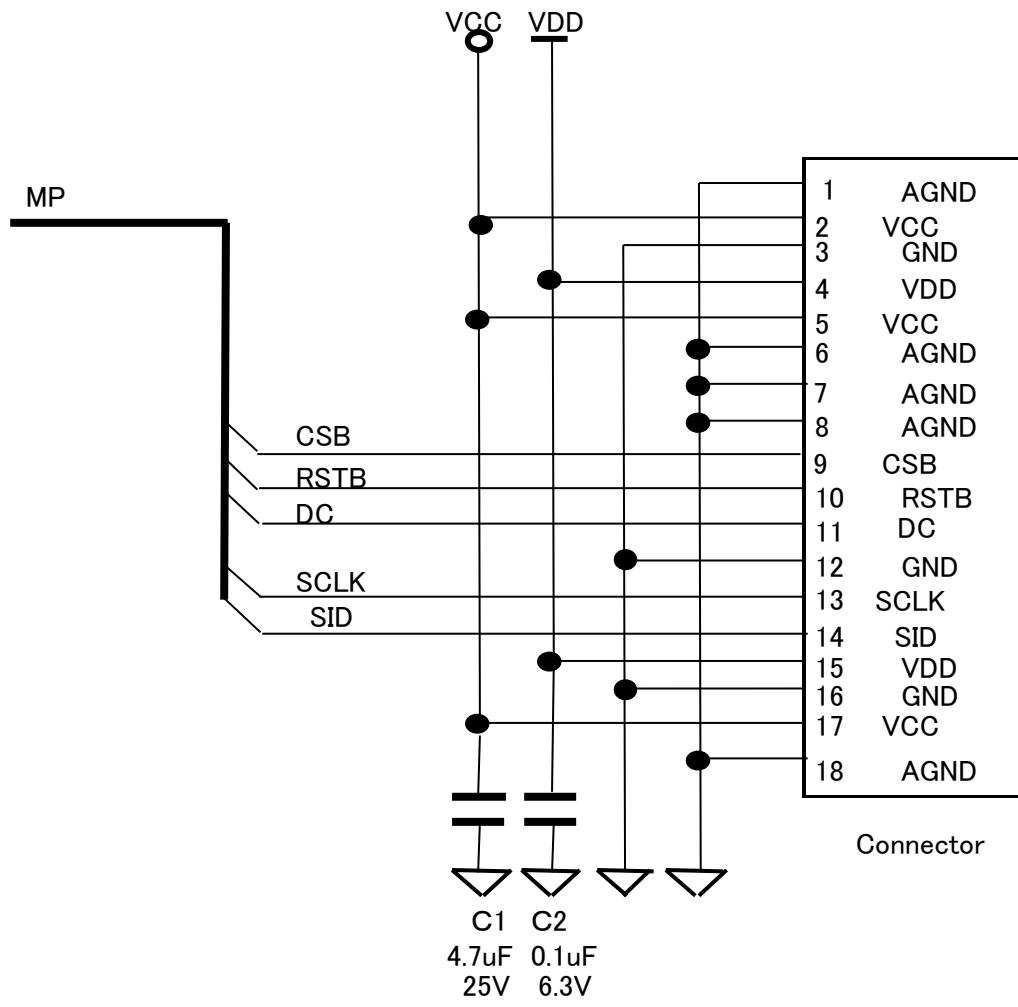 VCC VDD
MP
1 AGND
2 VCC
3 GND
4 VDD
5 VCC
6 AGND
7 AGND
8 AGND
CSB
9 CSB
RSTB
10 RSTB
DC
11 DC
12 GND
SCLK
13 SCLK
SID
14 SID
15 VDD
16 GND
17 VCC
18 AGND
Connector
C1 C2
4.7uF 0.1uF
25V 6.3V